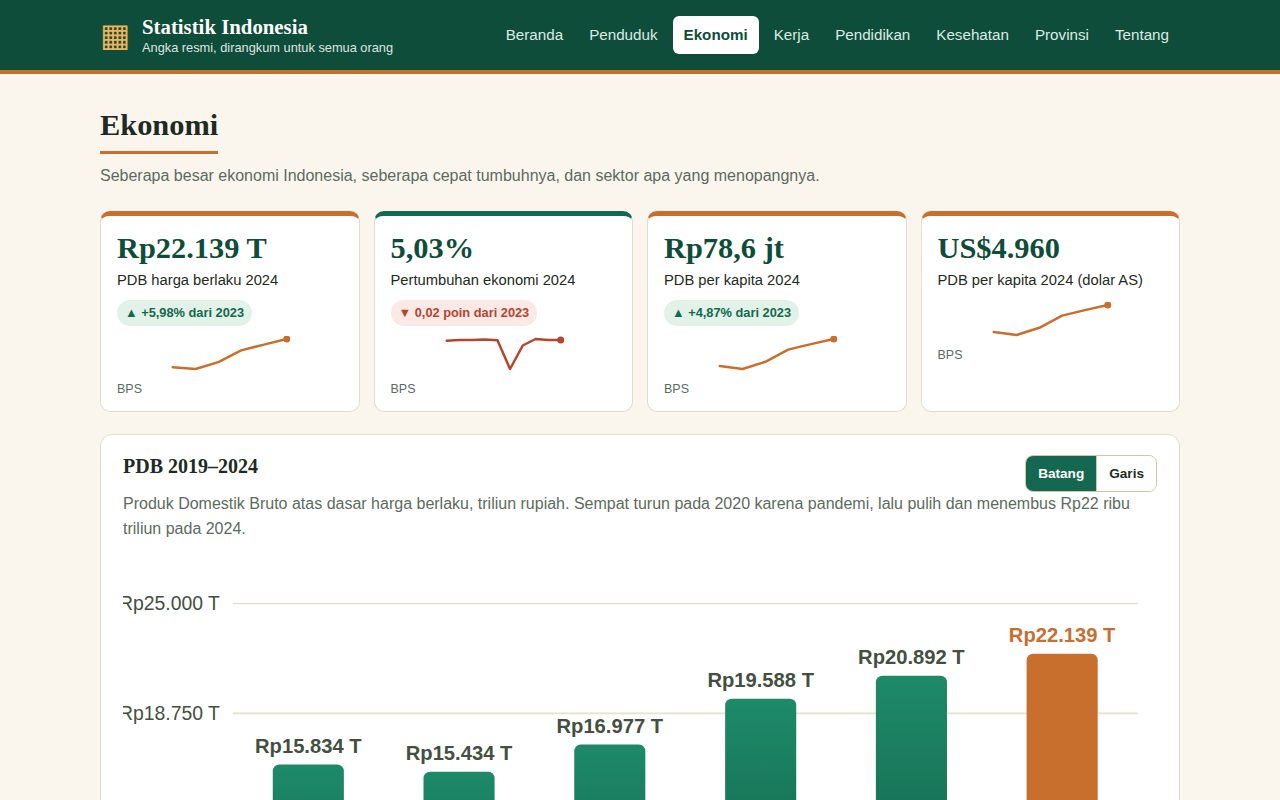 Statistik Indonesia
Angka resmi, dirangkum untuk semua orang
Beranda Penduduk Ekonomi Kerja Pendidikan Kesehatan Provinsi Tentang
Ekonomi
Seberapa besar ekonomi Indonesia, seberapa cepat tumbuhnya, dan sektor apa yang menopangnya.
Rp22.139 T
PDB harga berlaku 2024
▲ +5,98% dari 2023
BPS
5,03%
Pertumbuhan ekonomi 2024
▼ 0,02 poin dari 2023
BPS
Rp78,6 jt
PDB per kapita 2024
▲ +4,87% dari 2023
BPS
US$4.960
PDB per kapita 2024 (dolar AS)
BPS
PDB 2019–2024
Batang Garis
Produk Domestik Bruto atas dasar harga berlaku, triliun rupiah. Sempat turun pada 2020 karena pandemi, lalu pulih dan menembus Rp22 ribu
triliun pada 2024.
Rp25.000 T
Rp22.139 T
Rp20.892 T
Rp19.588 T
Rp18.750 T
Rp16.977 T
Rp15.834 T
Rp15.434 T